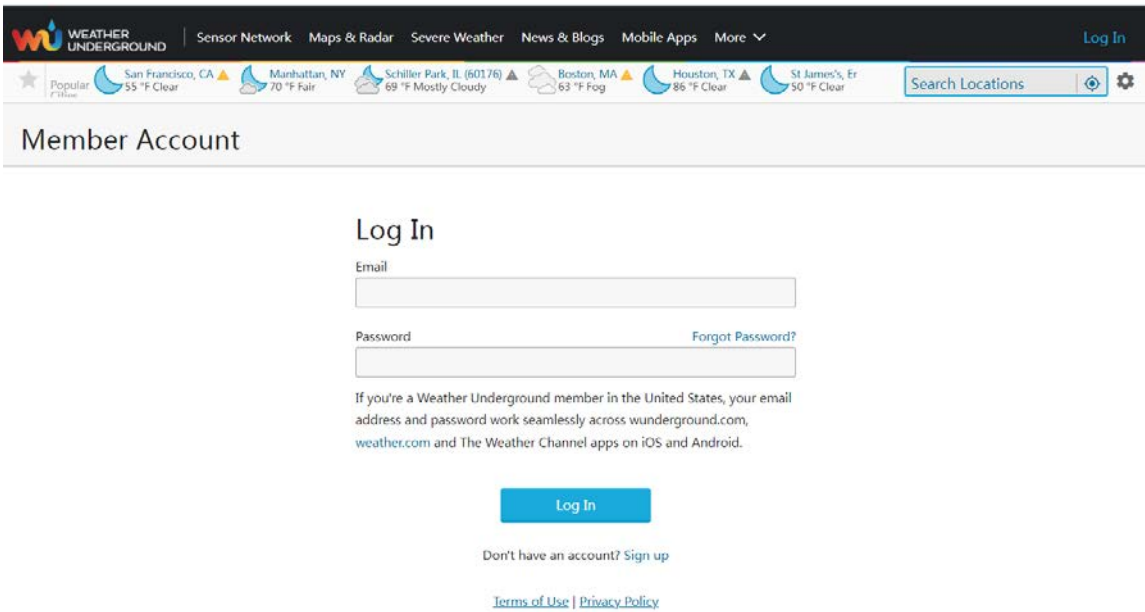 WEATHER
UNDERGROUND
Sensor Network Maps & Radar Severe Weather News & Blogs Mobile Apps More
Log In
Popular
Cities
San Francisco, CA
55 °F Clear
Manhattan, NY
70 °F Fair
Schiller Park, IL (60176)
69 °F Mostly Cloudy
Boston, MA
63 °F Fog
Houston, TX
86 °F Clear
St James's, Er
50 °F Clear
Search Locations
Member Account
Log In
Email
Password Forgot Password?
If you're a Weather Underground member in the United States, your email
address and password work seamlessly across wunderground.com,
weather.com and The Weather Channel apps on iOS and Android.
Log In
Don't have an account? Sign up
Terms of Use | Privacy Policy